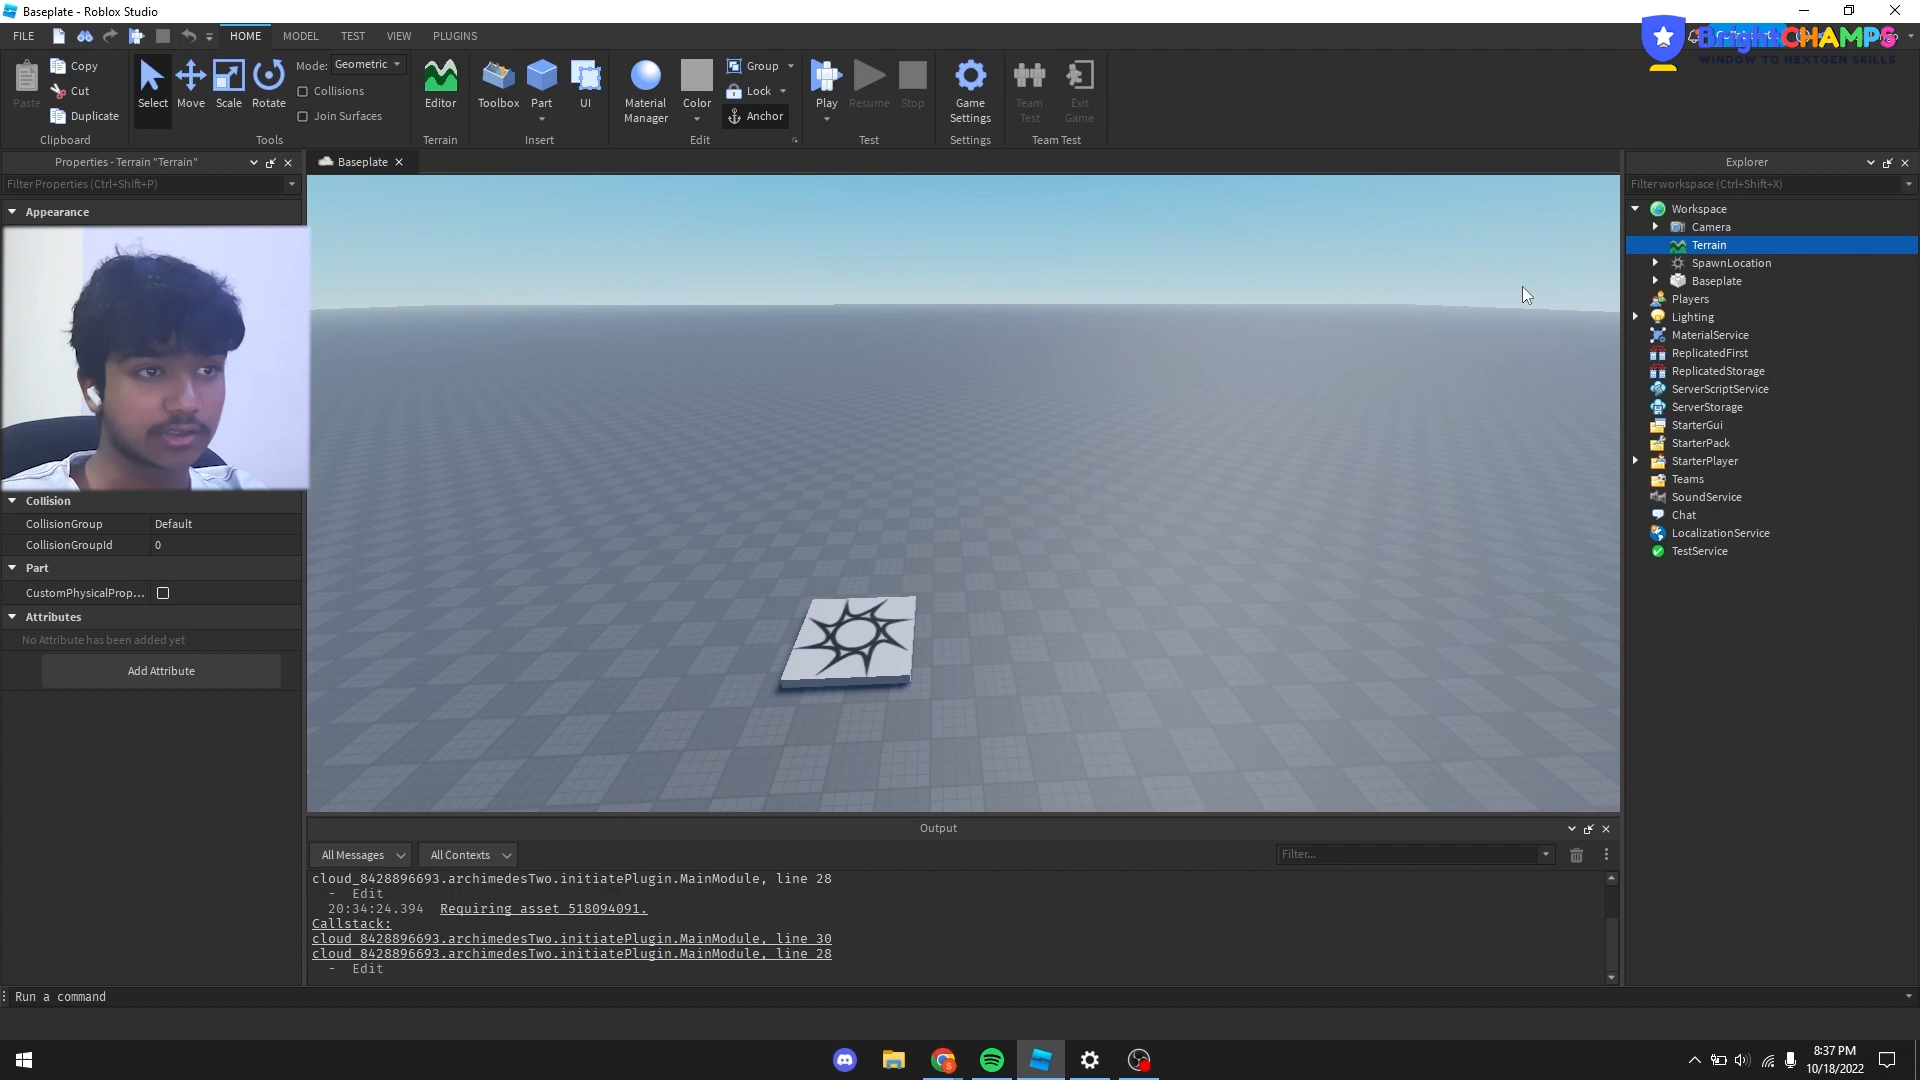 Baseplate - Roblox Studio
FILE
HOME MODEL TEST VIEW PLUGINS
BrightCHAMPS
WINDOW TO NEXTGEN SKILLS
Paste
Copy
Cut
Duplicate
Clipboard
Select Move Scale Rotate
Mode: Geometric
Collisions
Join Surfaces
Tools
Editor
Terrain
Toolbox Part UI
Insert
Material Manager
Color
Group
Lock
Anchor
Edit
Play Resume Stop
Test
Game Settings
Settings
Team Test
Exit Game
Team Test
Properties - Terrain "Terrain"
Filter Properties (Ctrl+Shift+P)
Appearance
Collision
CollisionGroup Default
CollisionGroupId 0
Part
CustomPhysicalProp...
Attributes
No Attribute has been added yet
Add Attribute
Baseplate
Output
All Messages All Contexts Filter...
cloud_8428896693.archimedesTwo.initiatePlugin.MainModule, line 28
- Edit
20:34:24.394 Requiring asset 518094091.
Callstack:
cloud_8428896693.archimedesTwo.initiatePlugin.MainModule, line 30
cloud_8428896693.archimedesTwo.initiatePlugin.MainModule, line 28
- Edit
Explorer
Filter workspace (Ctrl+Shift+X)
Workspace
Camera
Terrain
SpawnLocation
Baseplate
Players
Lighting
MaterialService
ReplicatedFirst
ReplicatedStorage
ServerScriptService
ServerStorage
StarterGui
StarterPack
StarterPlayer
Teams
SoundService
Chat
LocalizationService
TestService
Run a command
8:37 PM
10/18/2022